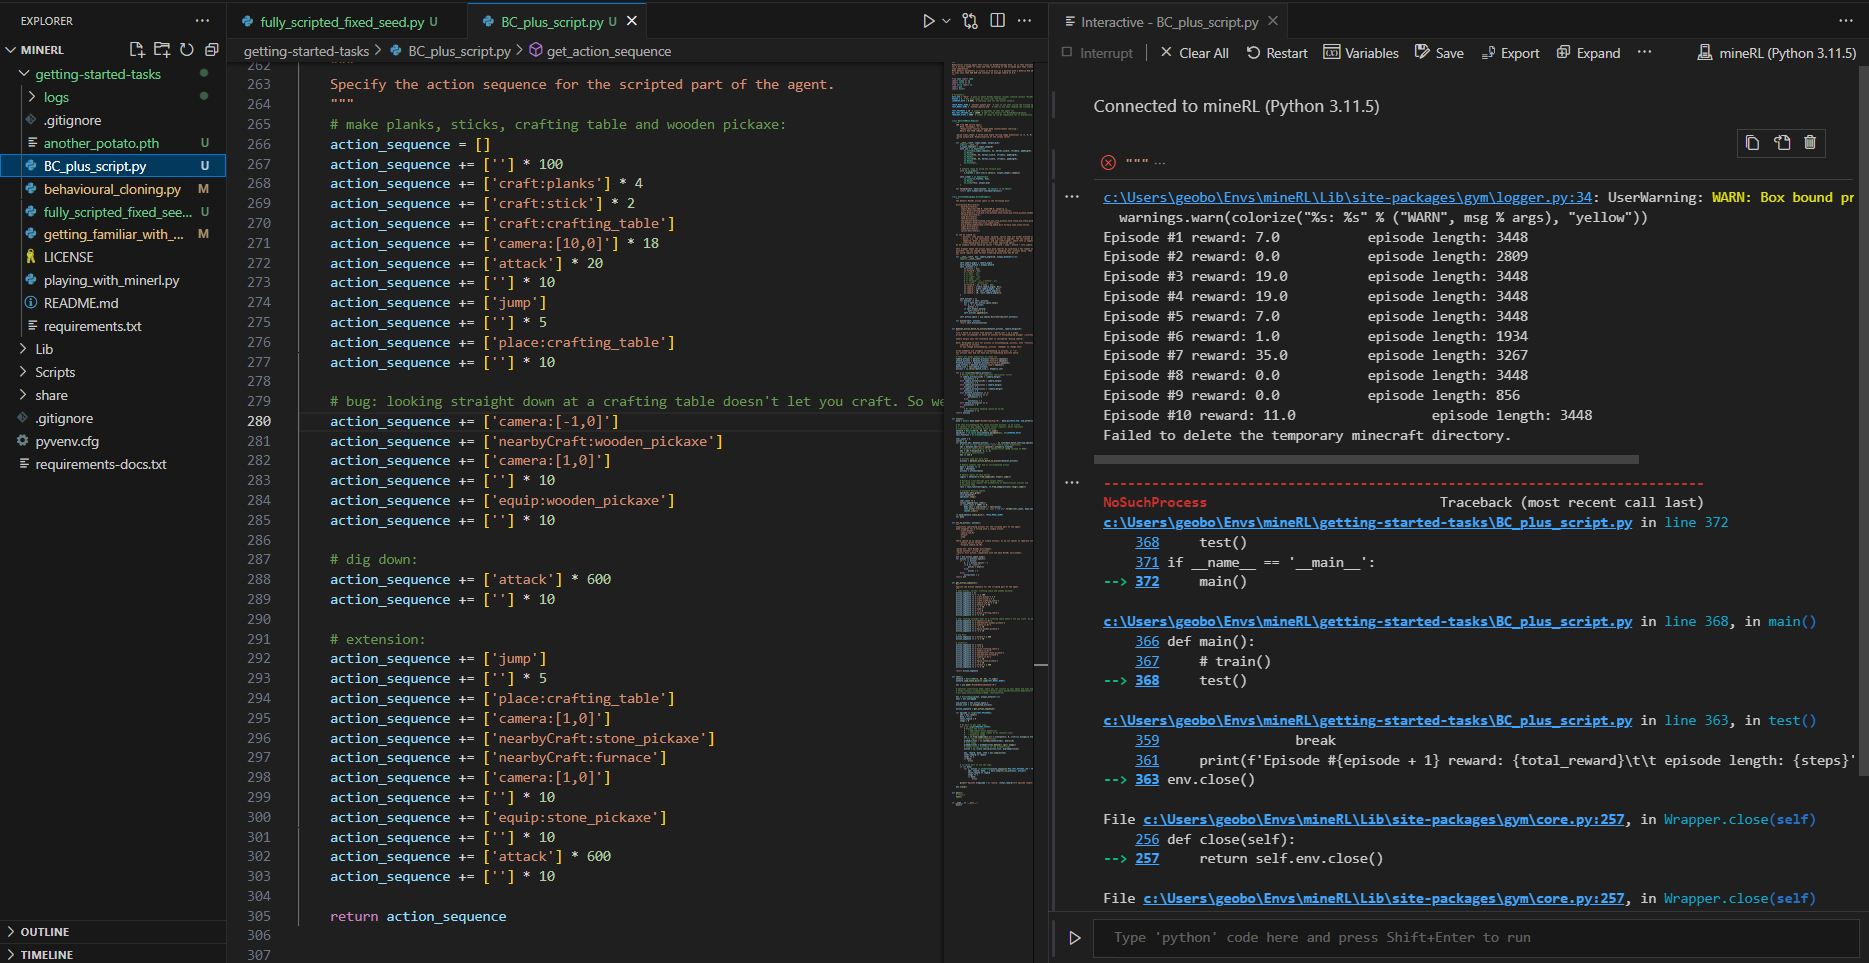 EXPLORER
MINERL
getting-started-tasks
logs
.gitignore
another_potato.pth U
BC_plus_script.py U
behavioural_cloning.py M
fully_scripted_fixed_see... U
getting_familiar_with_... M
LICENSE
playing_with_minerl.py
README.md
requirements.txt
Lib
Scripts
share
.gitignore
pyvenv.cfg
requirements-docs.txt
OUTLINE
TIMELINE
fully_scripted_fixed_seed.py U
BC_plus_script.py U
getting-started-tasks > BC_plus_script.py > get_action_sequence
262 """
263 Specify the action sequence for the scripted part of the agent.
264 """
265 # make planks, sticks, crafting table and wooden pickaxe:
266 action_sequence = []
267 action_sequence += [''] * 100
268 action_sequence += ['craft:planks'] * 4
269 action_sequence += ['craft:stick'] * 2
270 action_sequence += ['craft:crafting_table']
271 action_sequence += ['camera:[10,0]'] * 18
272 action_sequence += ['attack'] * 20
273 action_sequence += [''] * 10
274 action_sequence += ['jump']
275 action_sequence += [''] * 5
276 action_sequence += ['place:crafting_table']
277 action_sequence += [''] * 10
278
279 # bug: looking straight down at a crafting table doesn't let you craft. So we
280 action_sequence += ['camera:[-1,0]']
281 action_sequence += ['nearbyCraft:wooden_pickaxe']
282 action_sequence += ['camera:[1,0]']
283 action_sequence += [''] * 10
284 action_sequence += ['equip:wooden_pickaxe']
285 action_sequence += [''] * 10
286
287 # dig down:
288 action_sequence += ['attack'] * 600
289 action_sequence += [''] * 10
290
291 # extension:
292 action_sequence += ['jump']
293 action_sequence += [''] * 5
294 action_sequence += ['place:crafting_table']
295 action_sequence += ['camera:[1,0]']
296 action_sequence += ['nearbyCraft:stone_pickaxe']
297 action_sequence += ['nearbyCraft:furnace']
298 action_sequence += ['camera:[1,0]']
299 action_sequence += [''] * 10
300 action_sequence += ['equip:stone_pickaxe']
301 action_sequence += [''] * 10
302 action_sequence += ['attack'] * 600
303 action_sequence += [''] * 10
304
305 return action_sequence
306
307
Interactive - BC_plus_script.py
Interrupt Clear All Restart Variables Save Export Expand mineRL (Python 3.11.5)
Connected to mineRL (Python 3.11.5)
""" ...
c:\Users\geobo\Envs\mineRL\Lib\site-packages\gym\logger.py:34: UserWarning: WARN: Box bound pr
warnings.warn(colorize("%s: %s" % ("WARN", msg % args), "yellow"))
Episode #1 reward: 7.0 episode length: 3448
Episode #2 reward: 0.0 episode length: 2809
Episode #3 reward: 19.0 episode length: 3448
Episode #4 reward: 19.0 episode length: 3448
Episode #5 reward: 7.0 episode length: 3448
Episode #6 reward: 1.0 episode length: 1934
Episode #7 reward: 35.0 episode length: 3267
Episode #8 reward: 0.0 episode length: 3448
Episode #9 reward: 0.0 episode length: 856
Episode #10 reward: 11.0 episode length: 3448
Failed to delete the temporary minecraft directory.
---------------------------------------------------------------------------
NoSuchProcess Traceback (most recent call last)
c:\Users\geobo\Envs\mineRL\getting-started-tasks\BC_plus_script.py in line 372
368 test()
371 if __name__ == '__main__':
--> 372 main()
c:\Users\geobo\Envs\mineRL\getting-started-tasks\BC_plus_script.py in line 368, in main()
366 def main():
367 # train()
--> 368 test()
c:\Users\geobo\Envs\mineRL\getting-started-tasks\BC_plus_script.py in line 363, in test()
359 break
361 print(f'Episode #{episode + 1} reward: {total_reward}\t\t episode length: {steps}'
--> 363 env.close()
File c:\Users\geobo\Envs\mineRL\Lib\site-packages\gym\core.py:257, in Wrapper.close(self)
256 def close(self):
--> 257 return self.env.close()
File c:\Users\geobo\Envs\mineRL\Lib\site-packages\gym\core.py:257, in Wrapper.close(self)
Type 'python' code here and press Shift+Enter to run